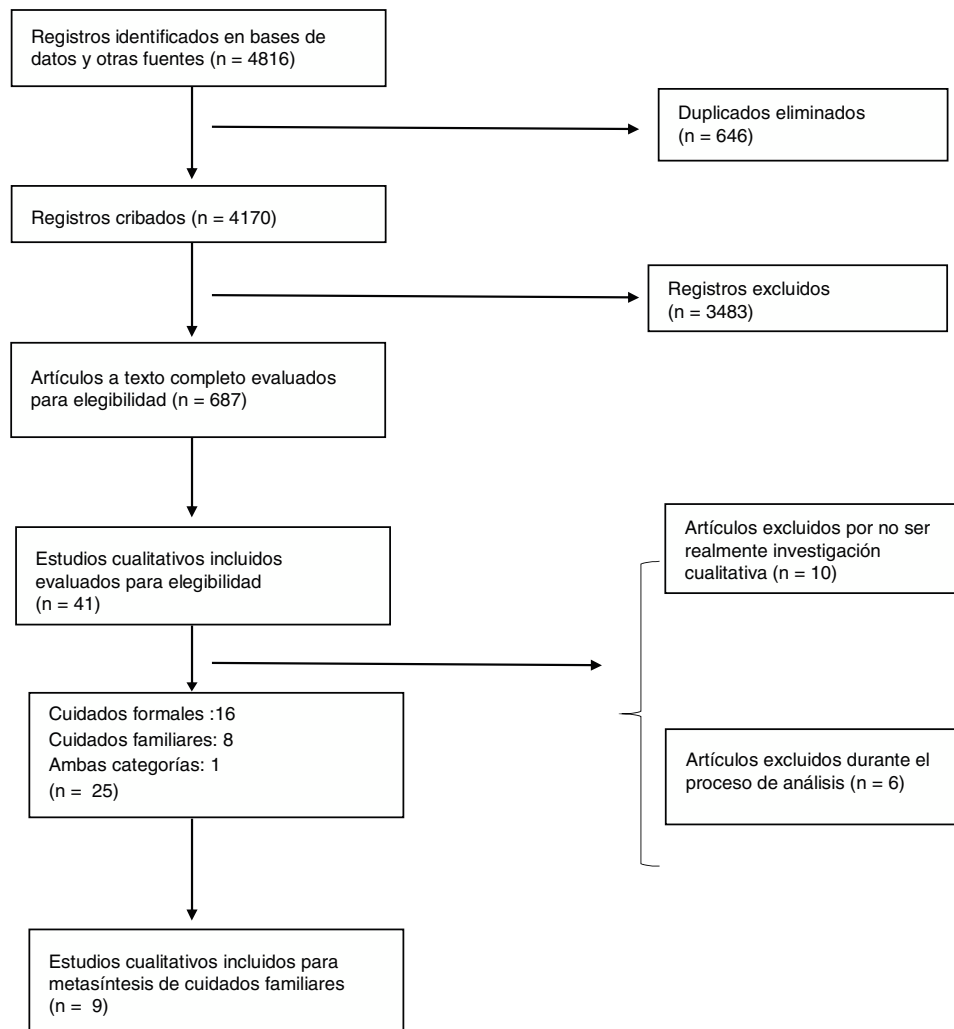 Registros identificados en bases de
datos y otras fuentes (n = 4816)
Duplicados eliminados
(n = 646)
Registros cribados (n = 4170)
Registros excluidos
(n = 3483)
Artículos a texto completo evaluados
para elegibilidad (n = 687)
Estudios cualitativos incluidos
evaluados para elegibilidad
(n = 41)
Artículos excluidos por no ser
realmente investigación
cualitativa (n = 10)
Cuidados formales :16
Cuidados familiares: 8
Ambas categorías: 1
(n = 25)
Artículos excluidos durante el
proceso de análisis (n = 6)
Estudios cualitativos incluidos para
metasíntesis de cuidados familiares
(n = 9)